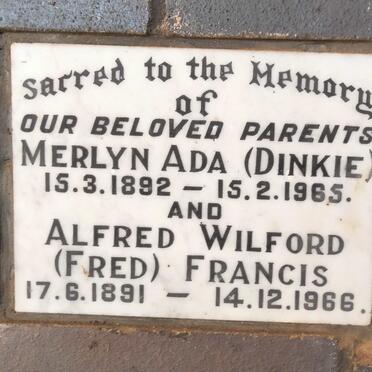 Sacred to the Memory
of
OUR BELOVED PARENTS
MERLYN ADA (DINKIE)
15.3.1892 — 15.2.1965.
AND
ALFRED WILFORD
(FRED) FRANCIS
17.6.1891 — 14.12.1966.